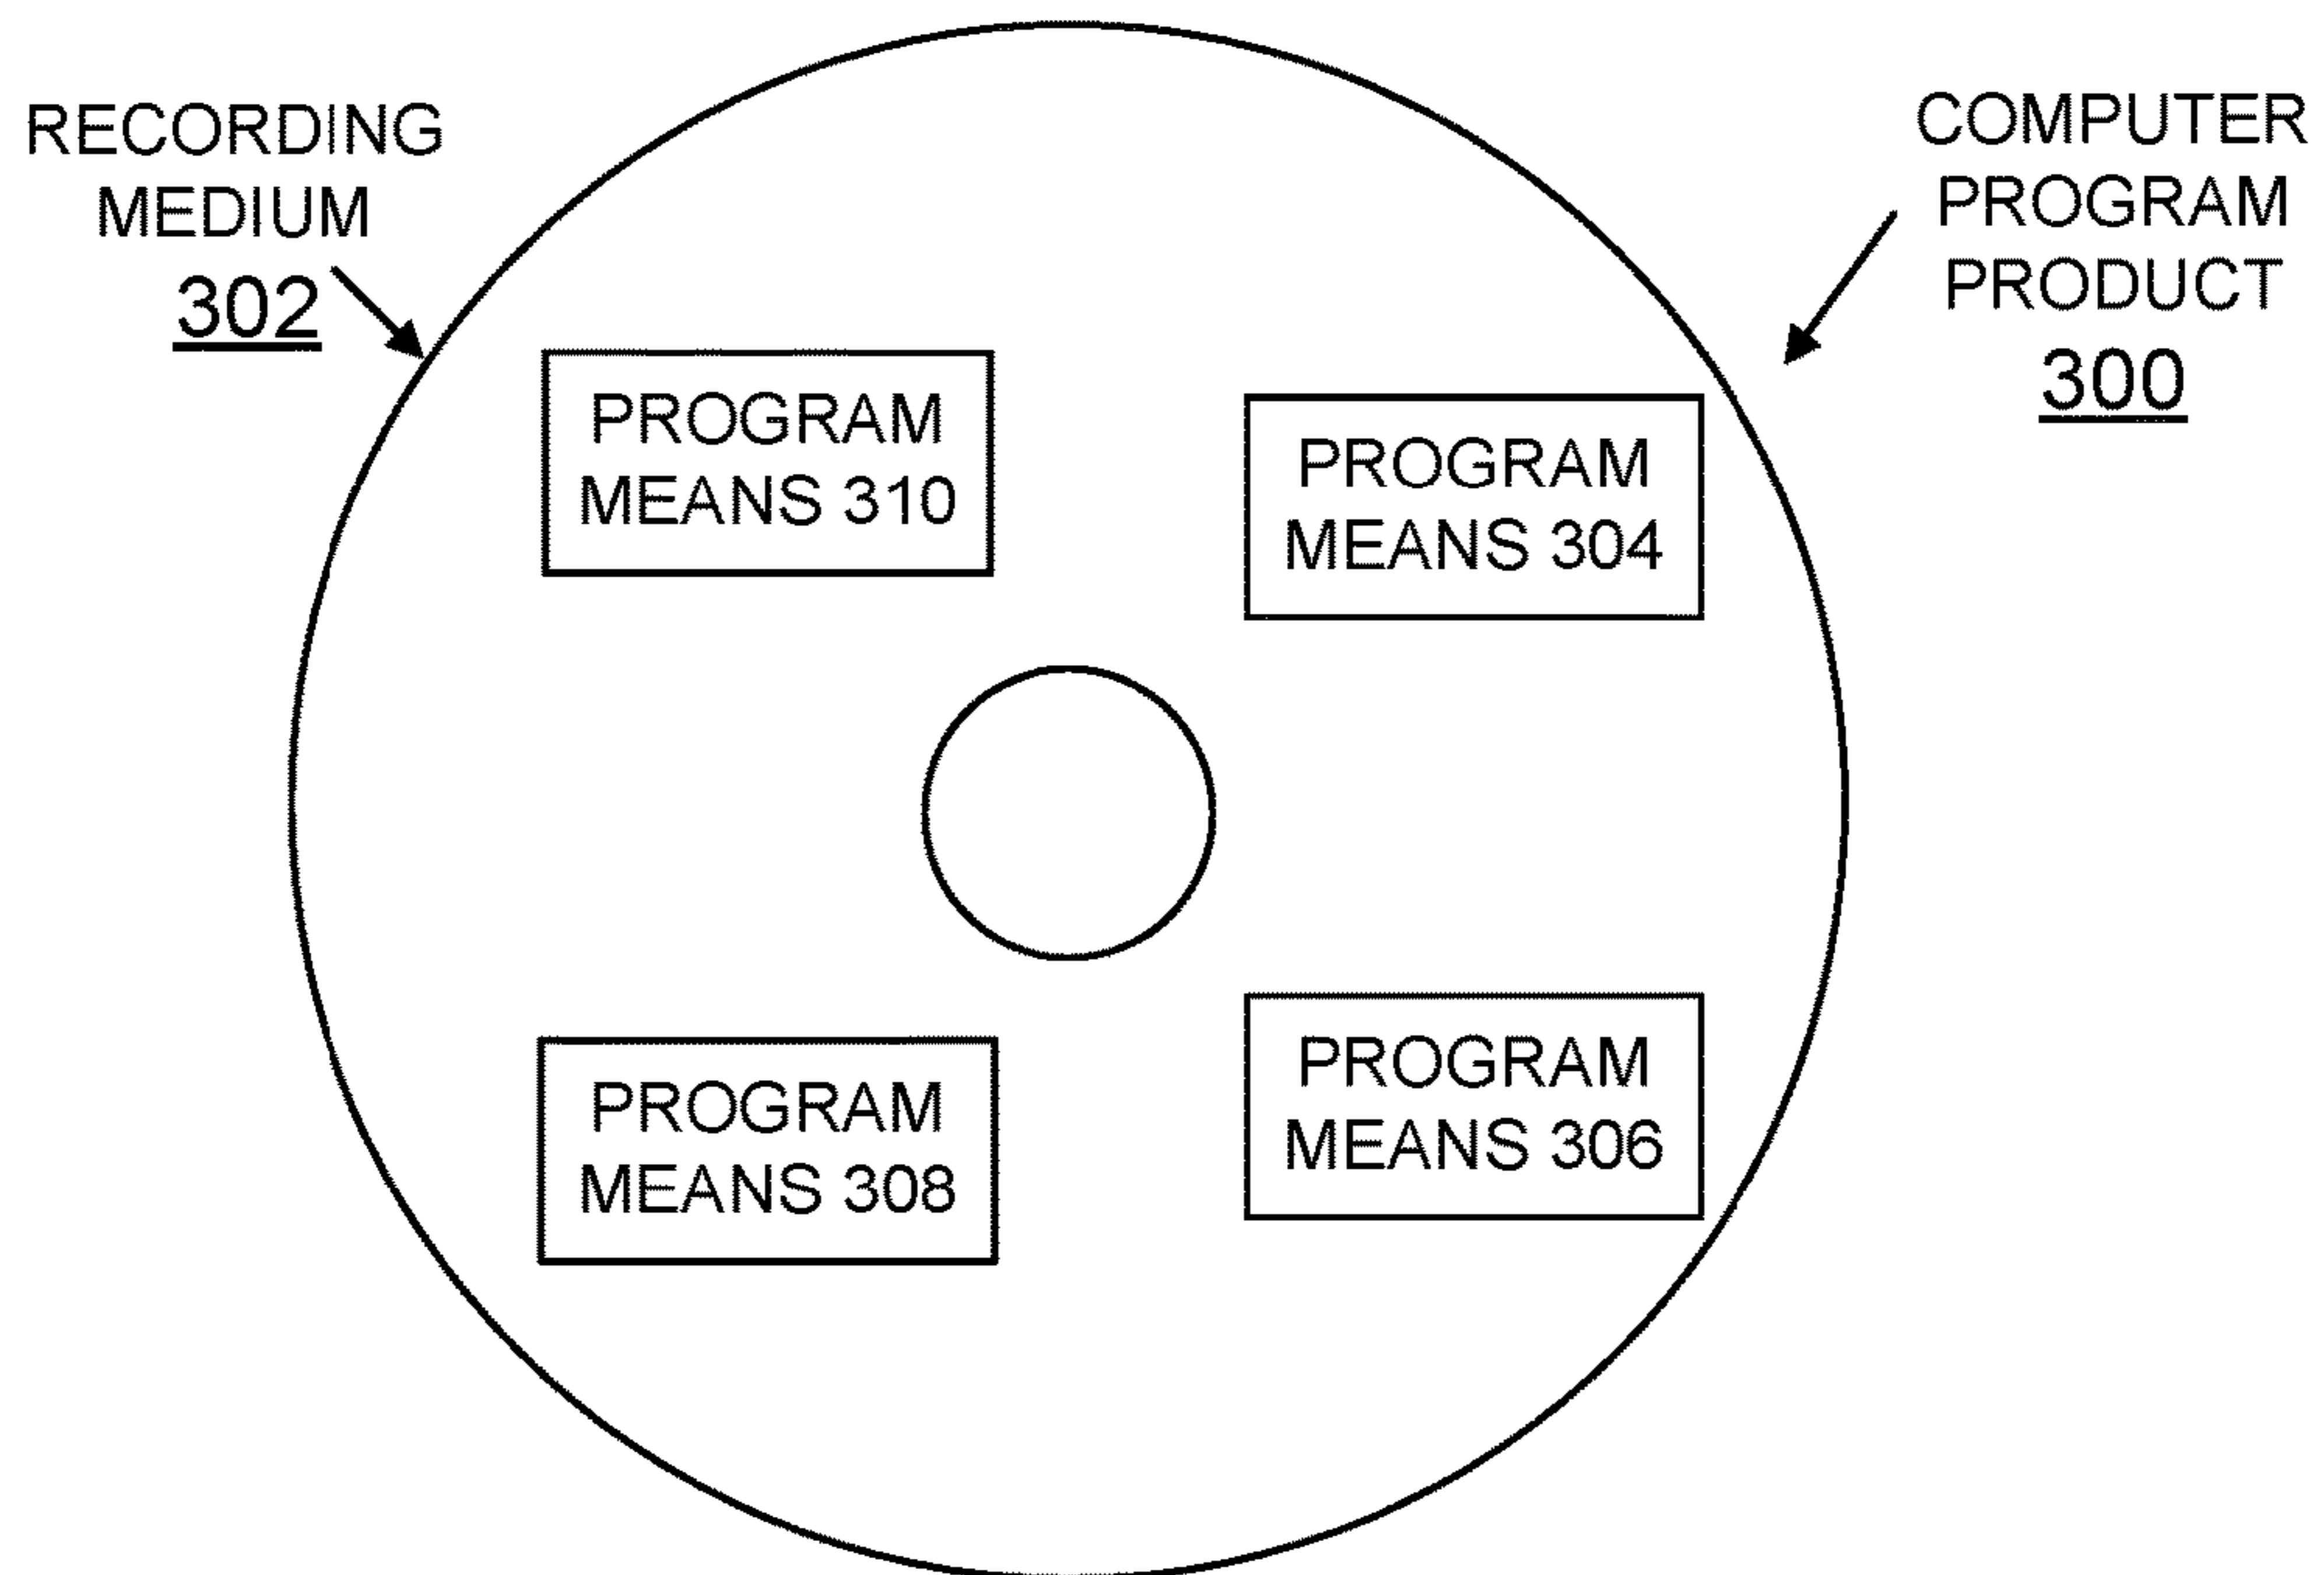 RECORDING
MEDIUM
302
COMPUTER
PROGRAM
PRODUCT
300
PROGRAM
MEANS 310
PROGRAM
MEANS 304
PROGRAM
MEANS 308
PROGRAM
MEANS 306